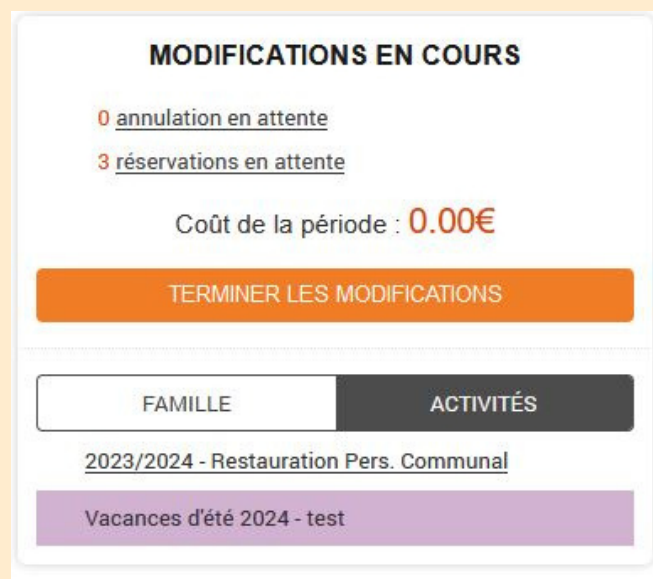 MODIFICATIONS EN COURS
0 annulation en attente
3 réservations en attente
Coût de la période : 0.00€
TERMINER LES MODIFICATIONS
FAMILLE ACTIVITÉS
2023/2024 - Restauration Pers. Communal
Vacances d'été 2024 - test